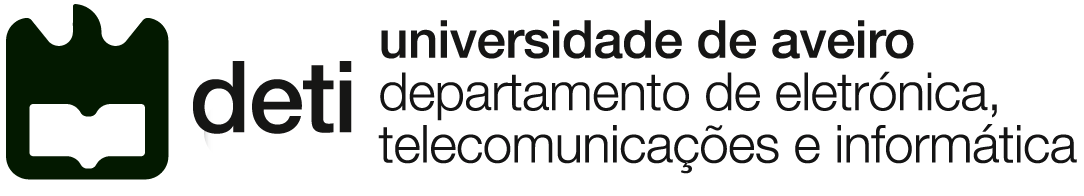 deti
universidade de aveiro
departamento de eletrónica,
telecomunicações e informática